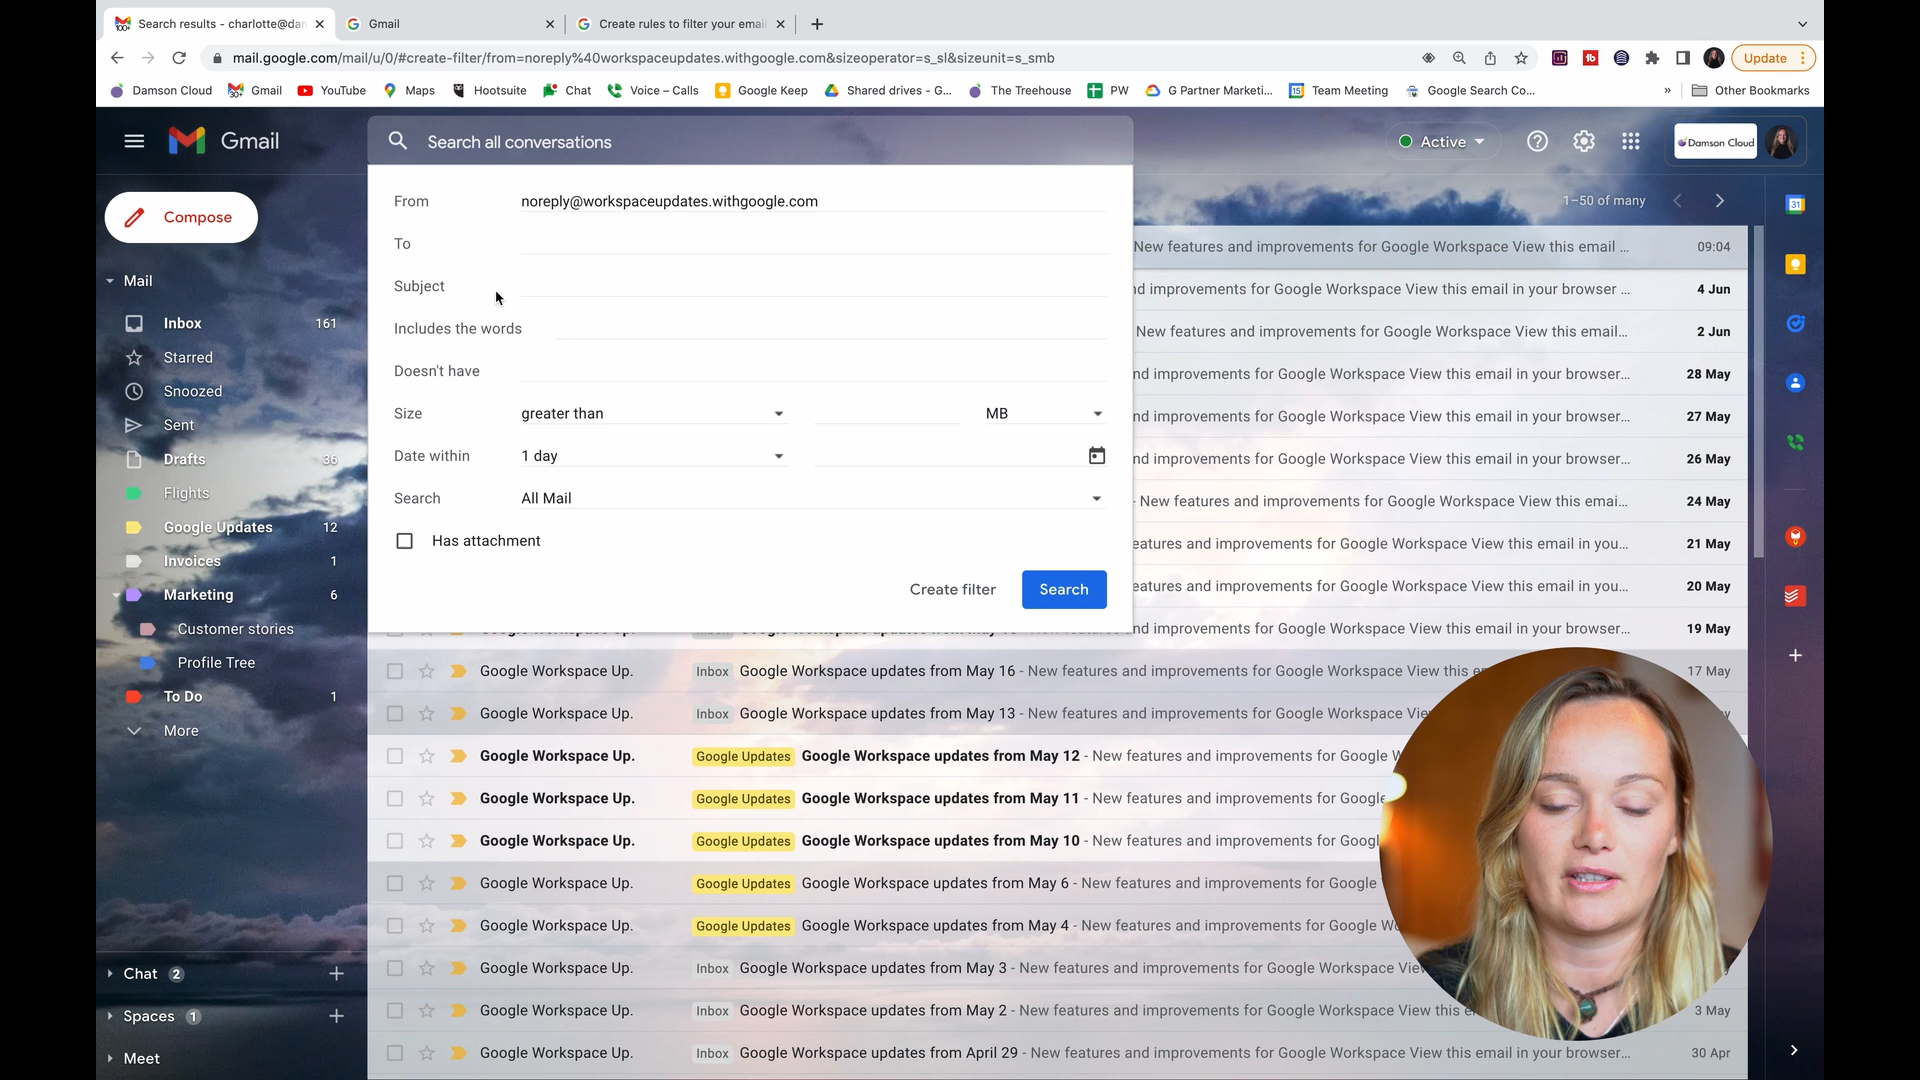 Search results - charlotte@dam
Gmail
Create rules to filter your email
mail.google.com/mail/u/0/#create-filter/from=noreply%40workspaceupdates.withgoogle.com&sizeoperator=s_sl&sizeunit=s_smb
Update
Damson Cloud
Gmail
YouTube
Maps
Hootsuite
Chat
Voice – Calls
Google Keep
Shared drives - G...
The Treehouse
PW
G Partner Marketi...
Team Meeting
Google Search Co...
»
Other Bookmarks
Gmail
Search all conversations
Active
Damson Cloud
Compose
1–50 of many
Mail
Inbox 161
Starred
Snoozed
Sent
Drafts 36
Flights
Google Updates 12
Invoices 1
Marketing 6
Customer stories
Profile Tree
To Do 1
More
Chat 2
Spaces 1
Meet
From noreply@workspaceupdates.withgoogle.com
To
Subject
Includes the words
Doesn't have
Size greater than MB
Date within 1 day
Search All Mail
Has attachment
Create filter Search
New features and improvements for Google Workspace View this email ... 09:04
nd improvements for Google Workspace View this email in your browser ... 4 Jun
New features and improvements for Google Workspace View this email... 2 Jun
nd improvements for Google Workspace View this email in your browser... 28 May
nd improvements for Google Workspace View this email in your browser... 27 May
nd improvements for Google Workspace View this email in your browser... 26 May
- New features and improvements for Google Workspace View this emai... 24 May
eatures and improvements for Google Workspace View this email in you... 21 May
eatures and improvements for Google Workspace View this email in you... 20 May
nd improvements for Google Workspace View this email in your browser... 19 May
Google Workspace Up. Inbox Google Workspace updates from May 16 - New features and improvements for Google Workspace View this e 17 May
Google Workspace Up. Inbox Google Workspace updates from May 13 - New features and improvements for Google Workspace Vie
Google Workspace Up. Google Updates Google Workspace updates from May 12 - New features and improvements for Google W
Google Workspace Up. Google Updates Google Workspace updates from May 11 - New features and improvements for Google
Google Workspace Up. Google Updates Google Workspace updates from May 10 - New features and improvements for Googl
Google Workspace Up. Google Updates Google Workspace updates from May 6 - New features and improvements for Google
Google Workspace Up. Google Updates Google Workspace updates from May 4 - New features and improvements for Google W
Google Workspace Up. Inbox Google Workspace updates from May 3 - New features and improvements for Google Workspace Vie
Google Workspace Up. Inbox Google Workspace updates from May 2 - New features and improvements for Google Workspace View this e 3 May
Google Workspace Up. Inbox Google Workspace updates from April 29 - New features and improvements for Google Workspace View this email in your browser... 30 Apr